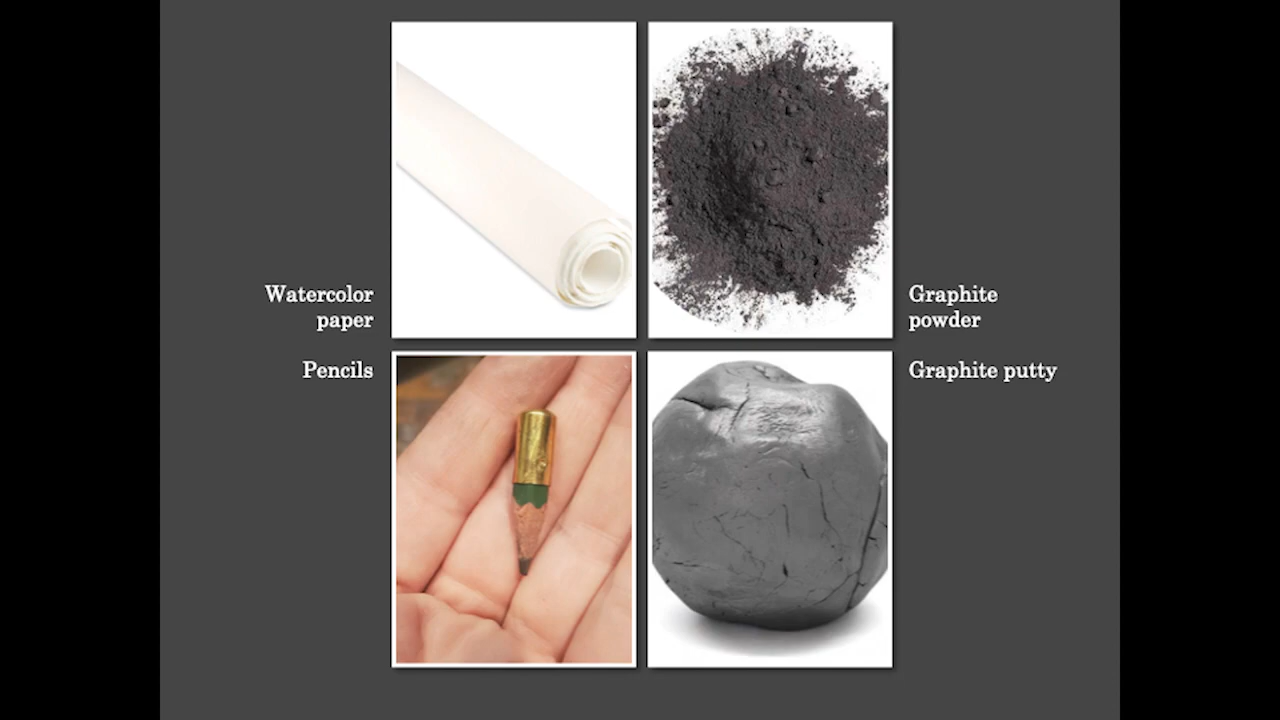 Watercolor
paper
Graphite
powder
Pencils
Graphite putty